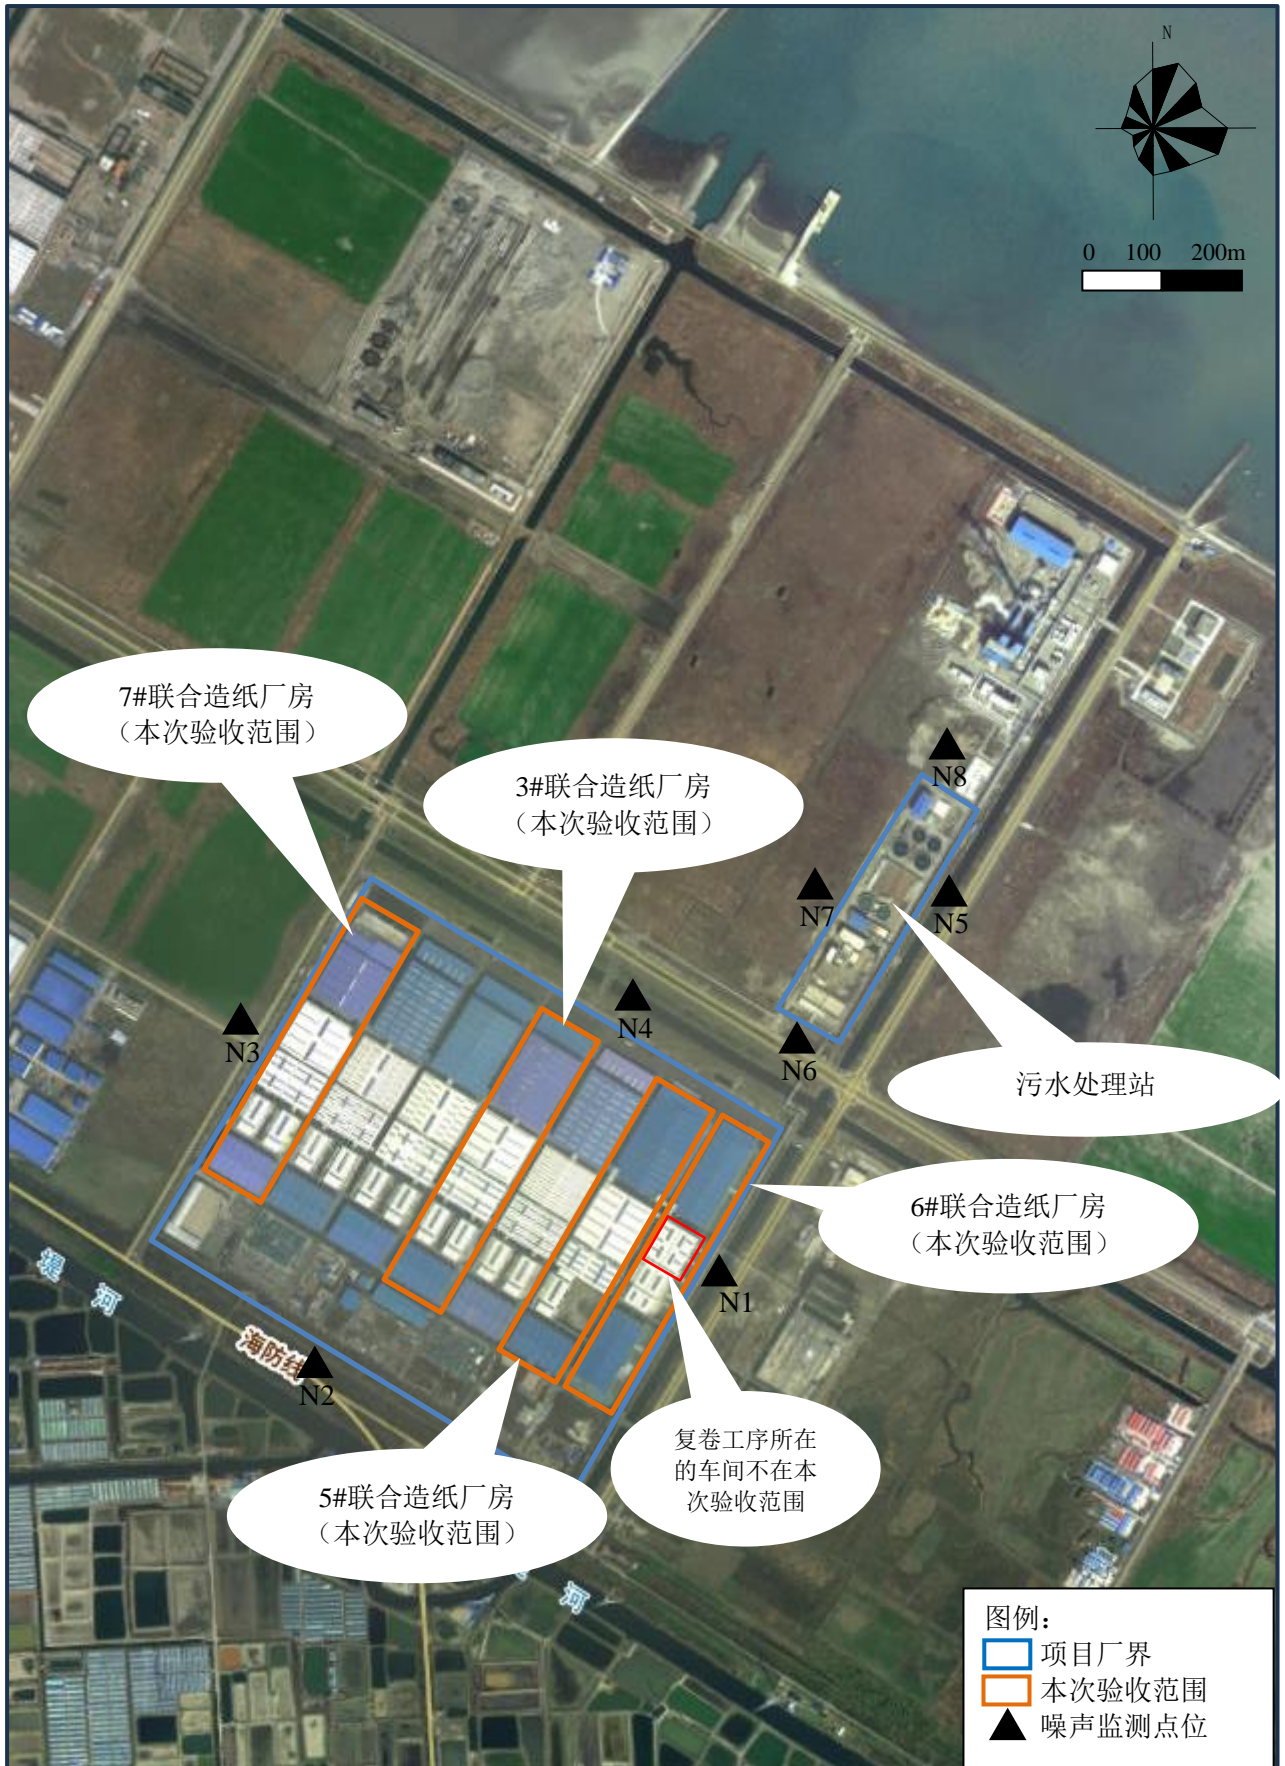 N
0 100 200m
7#联合造纸厂房
（本次验收范围）
3#联合造纸厂房
（本次验收范围）
N8
N7
N5
N4
N3
N6
污水处理站
6#联合造纸厂房
（本次验收范围）
堤
河
N1
海防线
N2
复卷工序所在
的车间不在本
次验收范围
5#联合造纸厂房
（本次验收范围）
河
图例：
项目厂界
本次验收范围
噪声监测点位